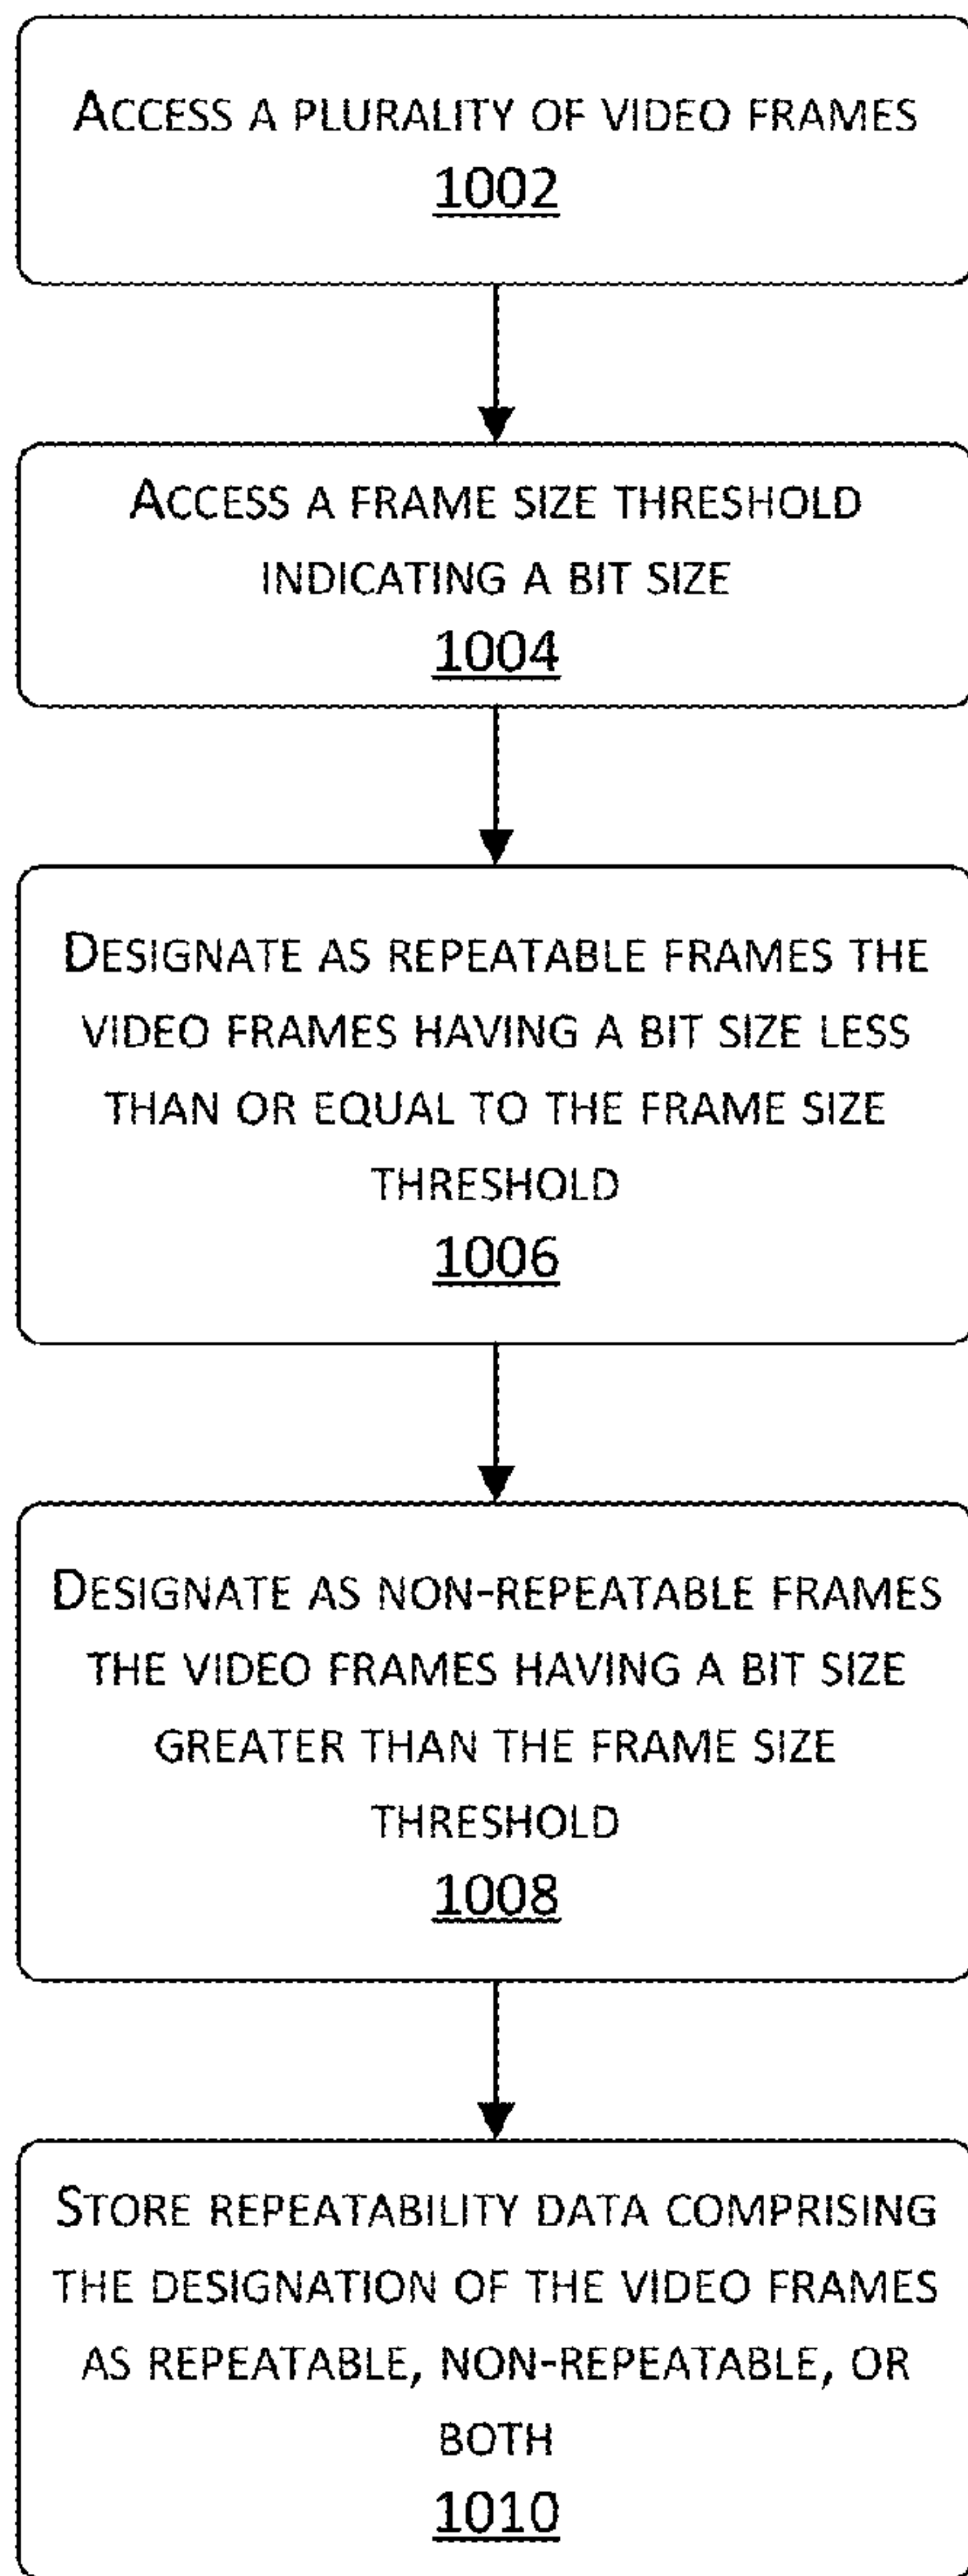 ACCESS A PLURALITY OF VIDEO FRAMES
1002
ACCESS A FRAME SIZE THRESHOLD
INDICATING A BIT SIZE
1004
DESIGNATE AS REPEATABLE FRAMES THE
VIDEO FRAMES HAVING A BIT SIZE LESS
THAN OR EQUAL TO THE FRAME SIZE
THRESHOLD
1006
DESIGNATE AS NON-REPEATABLE FRAMES
THE VIDEO FRAMES HAVING A BIT SIZE
GREATER THAN THE FRAME SIZE
THRESHOLD
1008
STORE REPEATABILITY DATA COMPRISING
THE DESIGNATION OF THE VIDEO FRAMES
AS REPEATABLE, NON-REPEATABLE, OR
BOTH
1010